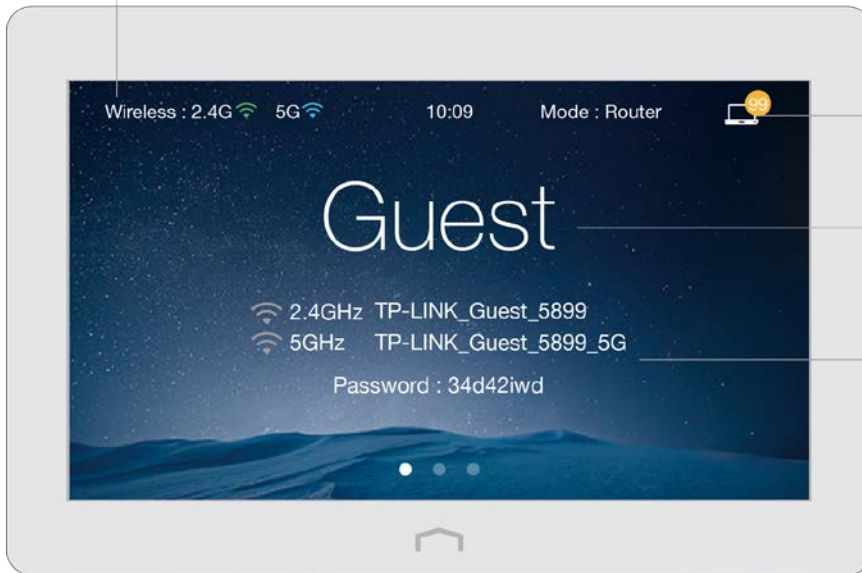 Wireless : 2.4G 5G 10:09 Mode : Router 99
Guest
2.4GHz TP-LINK_Guest_5899
5GHz TP-LINK_Guest_5899_5G
Password : 34d42iwd